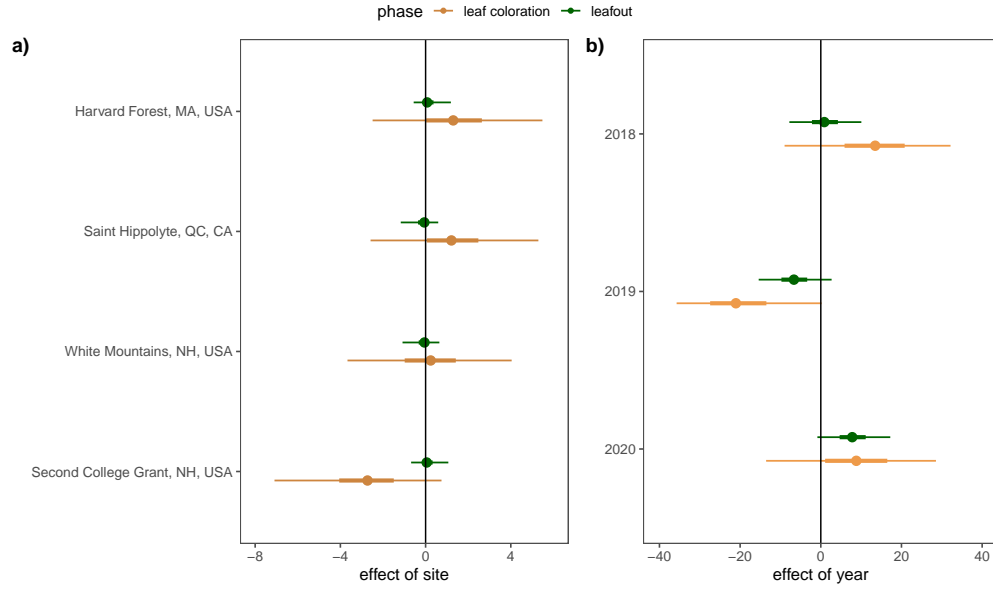 phase leaf coloration leafout
a)
Harvard Forest, MA, USA
Saint Hippolyte, QC, CA
White Mountains, NH, USA
Second College Grant, NH, USA
−8 −4 0 4
effect of site
b)
2018
2019
2020
−40 −20 0 20 40
effect of year